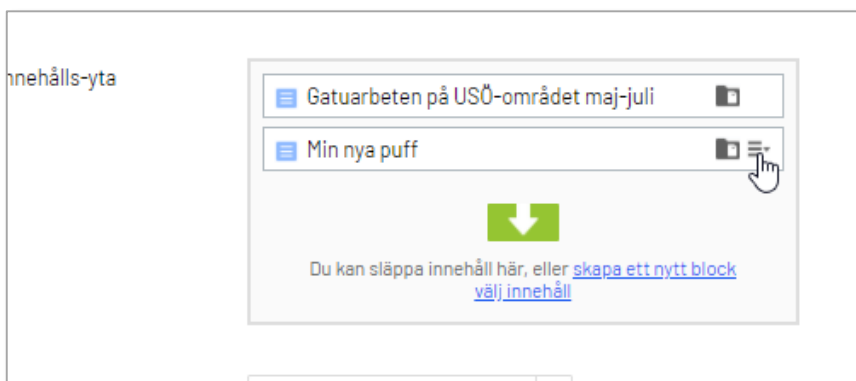 nnehålls-yta
Gatuarbeten på USÖ-området maj-juli
Min nya puff
Du kan släppa innehåll här, eller skapa ett nytt block
välj innehåll